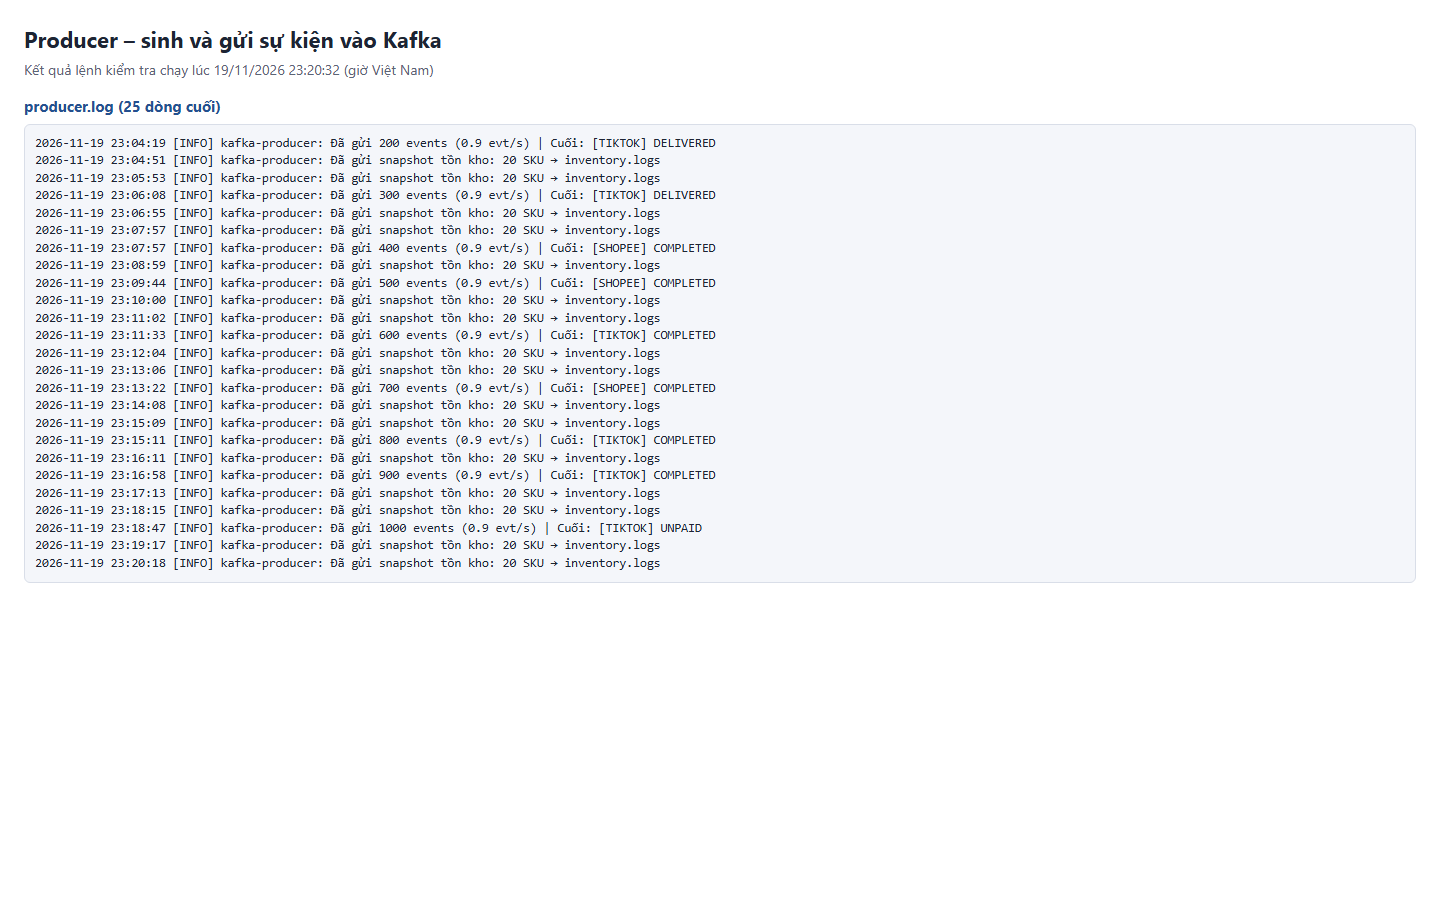 Producer – sinh và gửi sự kiện vào Kafka
Kết quả lệnh kiểm tra chạy lúc 19/11/2026 23:20:32 (giờ Việt Nam)
producer.log (25 dòng cuối)
2026-11-19 23:04:19 [INFO] kafka-producer: Đã gửi 200 events (0.9 evt/s) | Cuối: [TIKTOK] DELIVERED
2026-11-19 23:04:51 [INFO] kafka-producer: Đã gửi snapshot tồn kho: 20 SKU → inventory.logs
2026-11-19 23:05:53 [INFO] kafka-producer: Đã gửi snapshot tồn kho: 20 SKU → inventory.logs
2026-11-19 23:06:08 [INFO] kafka-producer: Đã gửi 300 events (0.9 evt/s) | Cuối: [TIKTOK] DELIVERED
2026-11-19 23:06:55 [INFO] kafka-producer: Đã gửi snapshot tồn kho: 20 SKU → inventory.logs
2026-11-19 23:07:57 [INFO] kafka-producer: Đã gửi snapshot tồn kho: 20 SKU → inventory.logs
2026-11-19 23:07:57 [INFO] kafka-producer: Đã gửi 400 events (0.9 evt/s) | Cuối: [SHOPEE] COMPLETED
2026-11-19 23:08:59 [INFO] kafka-producer: Đã gửi snapshot tồn kho: 20 SKU → inventory.logs
2026-11-19 23:09:44 [INFO] kafka-producer: Đã gửi 500 events (0.9 evt/s) | Cuối: [SHOPEE] COMPLETED
2026-11-19 23:10:00 [INFO] kafka-producer: Đã gửi snapshot tồn kho: 20 SKU → inventory.logs
2026-11-19 23:11:02 [INFO] kafka-producer: Đã gửi snapshot tồn kho: 20 SKU → inventory.logs
2026-11-19 23:11:33 [INFO] kafka-producer: Đã gửi 600 events (0.9 evt/s) | Cuối: [TIKTOK] COMPLETED
2026-11-19 23:12:04 [INFO] kafka-producer: Đã gửi snapshot tồn kho: 20 SKU → inventory.logs
2026-11-19 23:13:06 [INFO] kafka-producer: Đã gửi snapshot tồn kho: 20 SKU → inventory.logs
2026-11-19 23:13:22 [INFO] kafka-producer: Đã gửi 700 events (0.9 evt/s) | Cuối: [SHOPEE] COMPLETED
2026-11-19 23:14:08 [INFO] kafka-producer: Đã gửi snapshot tồn kho: 20 SKU → inventory.logs
2026-11-19 23:15:09 [INFO] kafka-producer: Đã gửi snapshot tồn kho: 20 SKU → inventory.logs
2026-11-19 23:15:11 [INFO] kafka-producer: Đã gửi 800 events (0.9 evt/s) | Cuối: [TIKTOK] COMPLETED
2026-11-19 23:16:11 [INFO] kafka-producer: Đã gửi snapshot tồn kho: 20 SKU → inventory.logs
2026-11-19 23:16:58 [INFO] kafka-producer: Đã gửi 900 events (0.9 evt/s) | Cuối: [TIKTOK] COMPLETED
2026-11-19 23:17:13 [INFO] kafka-producer: Đã gửi snapshot tồn kho: 20 SKU → inventory.logs
2026-11-19 23:18:15 [INFO] kafka-producer: Đã gửi snapshot tồn kho: 20 SKU → inventory.logs
2026-11-19 23:18:47 [INFO] kafka-producer: Đã gửi 1000 events (0.9 evt/s) | Cuối: [TIKTOK] UNPAID
2026-11-19 23:19:17 [INFO] kafka-producer: Đã gửi snapshot tồn kho: 20 SKU → inventory.logs
2026-11-19 23:20:18 [INFO] kafka-producer: Đã gửi snapshot tồn kho: 20 SKU → inventory.logs